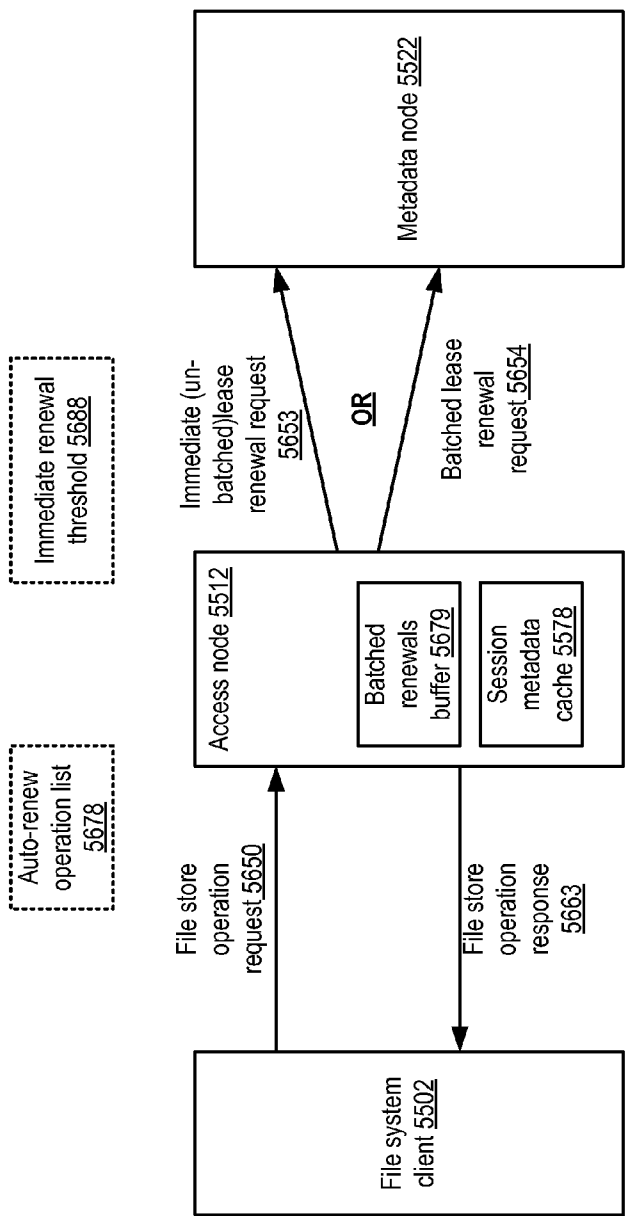 Auto-renew
operation list
5678
Immediate renewal
threshold 5688
File system
client 5502
File store
operation
request 5650
File store
operation
response
5663
Access node 5512
Batched
renewals
buffer 5679
Session
metadata
cache 5578
Immediate (un-
batched)lease
renewal request
5653
OR
Batched lease
renewal
request 5654
Metadata node 5522